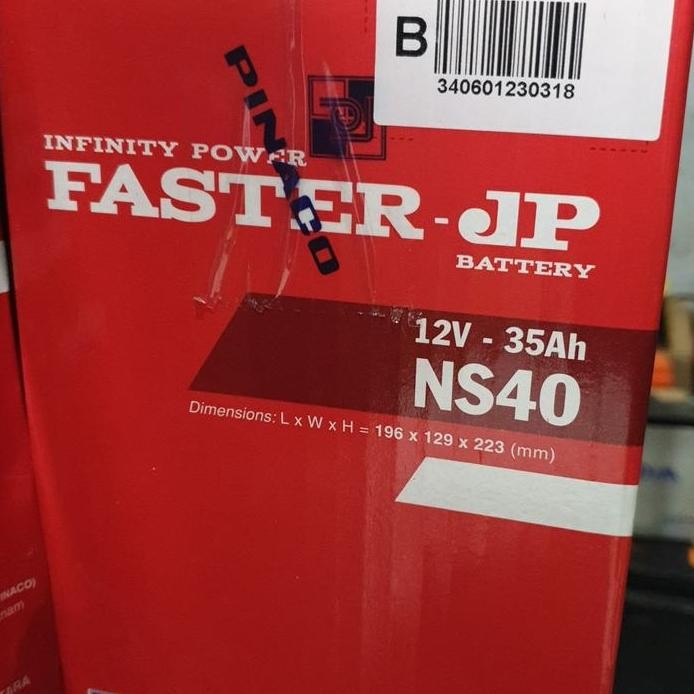 B
340601230318
PINACO
INFINITY POWER
FASTER-JP
BATTERY
12V - 35Ah
NS40
Dimensions: L x W x H = 196 x 129 x 223 (mm)